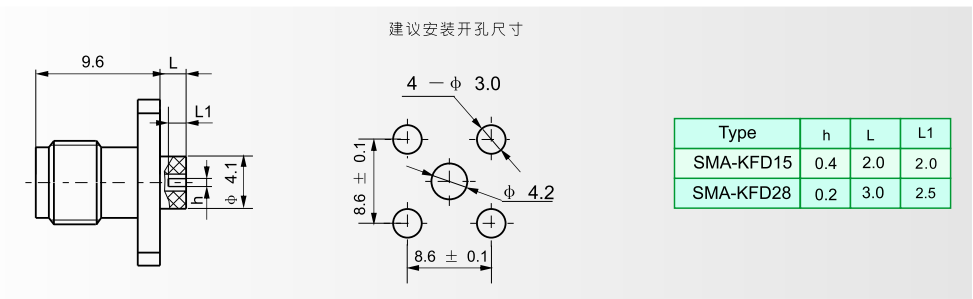 建议安装开孔尺寸
9.6 L
L1
h
ф 4.1
4 — ф 3.0
8.6 ± 0.1
ф 4.2
8.6 ± 0.1
Type h L L1
SMA-KFD15 0.4 2.0 2.0
SMA-KFD28 0.2 3.0 2.5